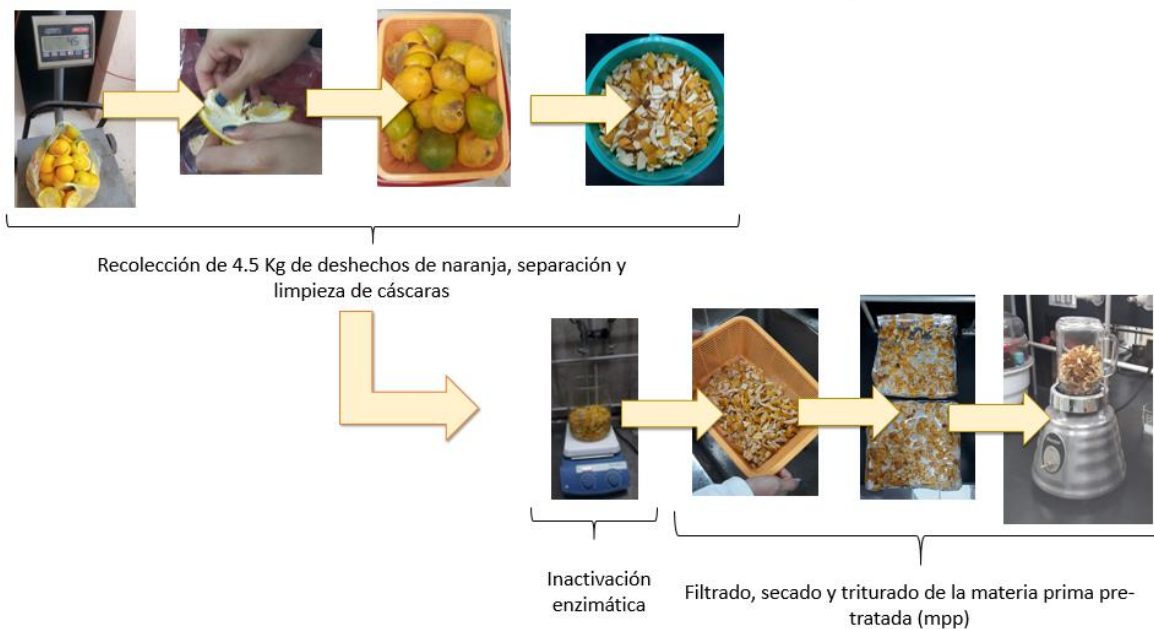 Recolección de 4.5 Kg de deshechos de naranja, separación y
limpieza de cáscaras
Inactivación
enzimática
Filtrado, secado y triturado de la materia prima pre-
tratada (mpp)